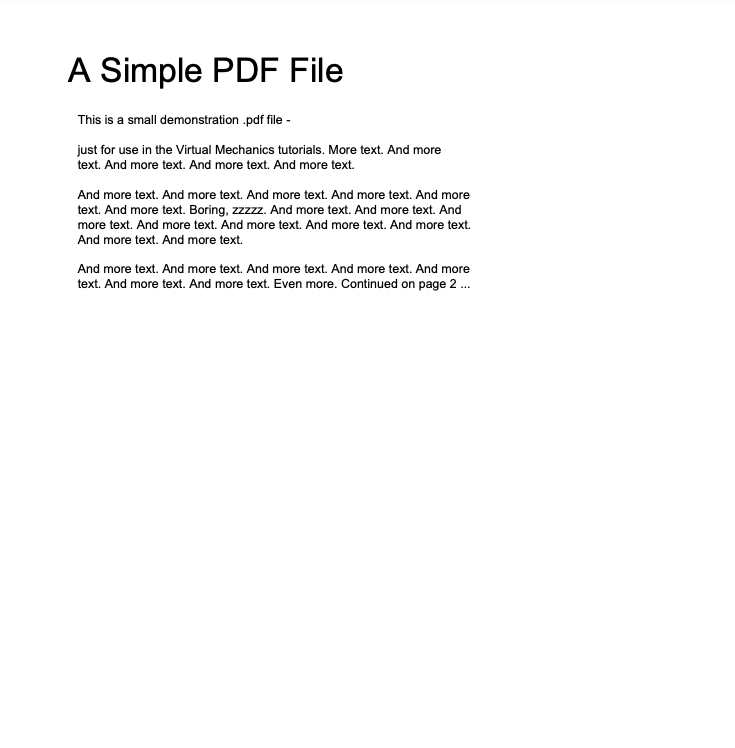 A Simple PDF File
This is a small demonstration .pdf file -
just for use in the Virtual Mechanics tutorials. More text. And more
text. And more text. And more text. And more text.
And more text. And more text. And more text. And more text. And more
text. And more text. Boring, zzzzz. And more text. And more text. And
more text. And more text. And more text. And more text. And more text.
And more text. And more text.
And more text. And more text. And more text. And more text. And more
text. And more text. And more text. Even more. Continued on page 2 ...